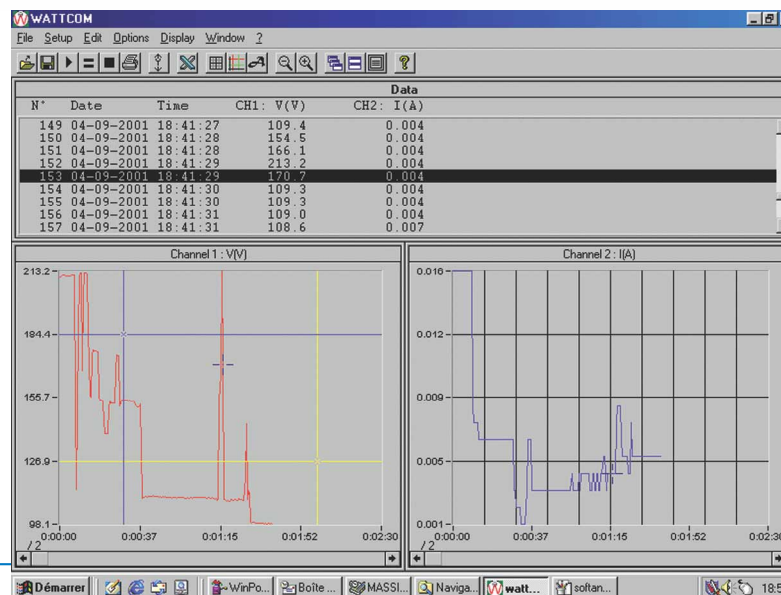 WATTCOM
File Setup Edit Options Display Window ?
Data
N° Date Time CH1: V(V) CH2: I(A)
149 04-09-2001 18:41:27 109.4 0.004
150 04-09-2001 18:41:28 154.5 0.004
151 04-09-2001 18:41:28 166.1 0.004
152 04-09-2001 18:41:29 213.2 0.004
153 04-09-2001 18:41:29 170.7 0.004
154 04-09-2001 18:41:30 109.3 0.004
155 04-09-2001 18:41:30 109.3 0.004
156 04-09-2001 18:41:31 109.0 0.004
157 04-09-2001 18:41:31 108.6 0.007
Channel 1 : V(V)
213.2
184.4
155.7
126.9
98.1
0:00:00 0:00:37 0:01:15 0:01:52 0:02:30
/2
Channel 2 : I(A)
0.016
0.012
0.009
0.005
0.001
0:00:00 0:00:37 0:01:15 0:01:52 0:02:30
/2
Démarrer WinPo... Boîte ... MASSI... Naviga... watt... softan... 18:5